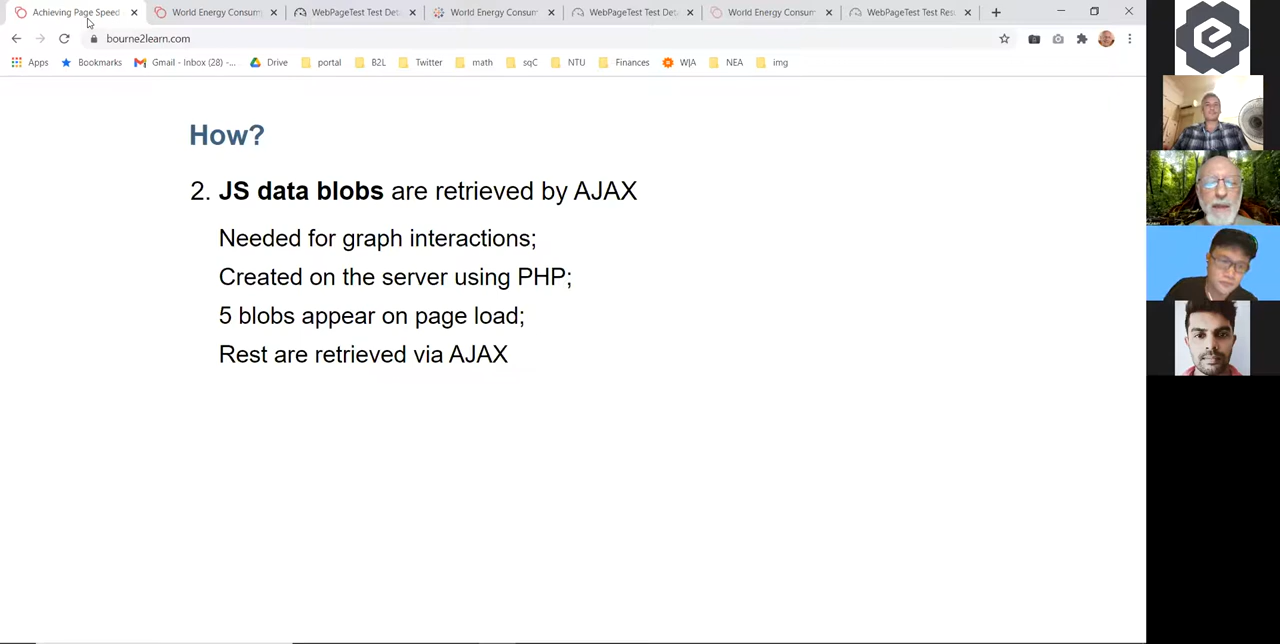 Achieving Page Speed
World Energy Consum
WebPageTest Test Det
World Energy Consum
WebPageTest Test Det
World Energy Consum
WebPageTest Test Resu
bourne2learn.com
Apps
Bookmarks
Gmail - Inbox (28) -...
Drive
portal
B2L
Twitter
math
sqC
NTU
Finances
WJA
NEA
img
How?
2. JS data blobs are retrieved by AJAX
Needed for graph interactions;
Created on the server using PHP;
5 blobs appear on page load;
Rest are retrieved via AJAX